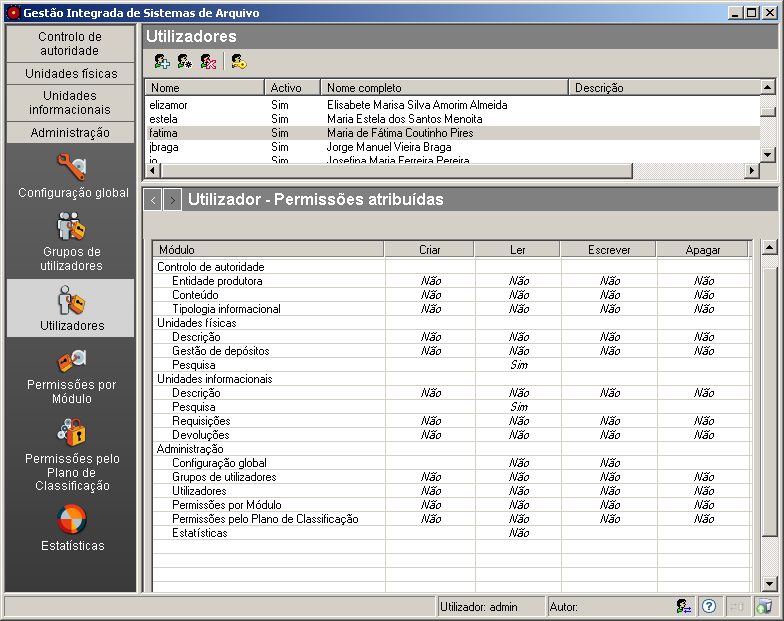 Gestão Integrada de Sistemas de Arquivo
Controlo de
autoridade
Unidades físicas
Unidades
informacionais
Administração
Configuração global
Grupos de
utilizadores
Utilizadores
Permissões por
Módulo
Permissões pelo
Plano de
Classificação
Estatísticas
Utilizadores
Nome Activo Nome completo Descrição
elizamor Sim Elisabete Marisa Silva Amorim Almeida
estela Sim Maria Estela dos Santos Menoita
fatima Sim Maria de Fátima Coutinho Pires
jbraga Sim Jorge Manuel Vieira Braga
jo Sim Josefina Maria Ferreira Pereira
< > Utilizador - Permissões atribuídas
Módulo Criar Ler Escrever Apagar
Controlo de autoridade
Entidade produtora Não Não Não Não
Conteúdo Não Não Não Não
Tipologia informacional Não Não Não Não
Unidades físicas
Descrição Não Não Não Não
Gestão de depósitos Não Não Não Não
Pesquisa Sim
Unidades informacionais
Descrição Não Não Não Não
Pesquisa Sim
Requisições Não Não Não Não
Devoluções Não Não Não Não
Administração
Configuração global Não Não
Grupos de utilizadores Não Não Não Não
Utilizadores Não Não Não Não
Permissões por Módulo Não Não Não Não
Permissões pelo Plano de Classificação Não Não Não Não
Estatísticas Não
Utilizador: admin Autor: